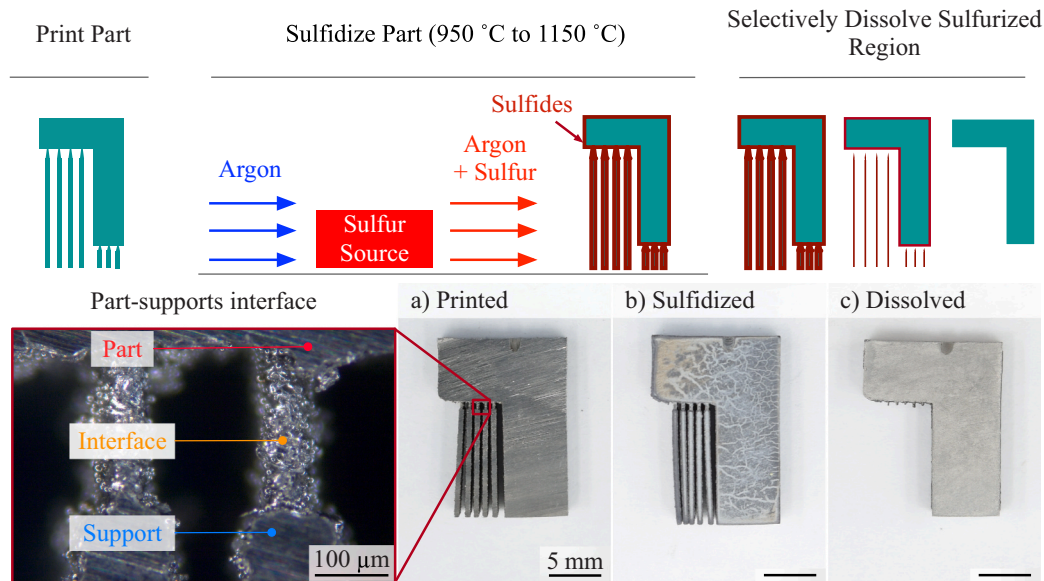 Print Part
Sulfidize Part (950 ˚C to 1150 ˚C)
Selectively Dissolve Sulfurized
Region
Argon
Sulfur
Source
Argon
+ Sulfur
Sulfides
Part-supports interface
Part
Interface
Support
100 µm
a) Printed
5 mm
b) Sulfidized
c) Dissolved